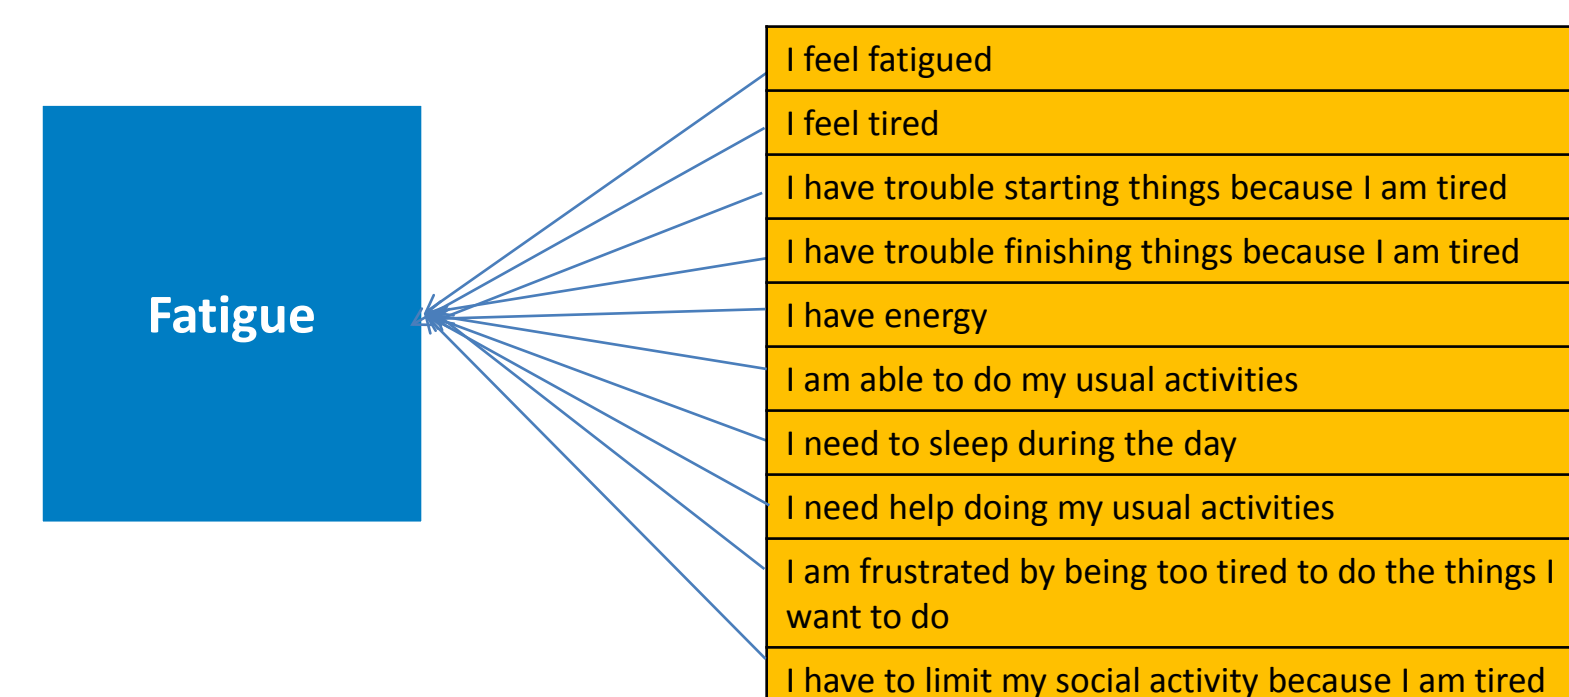 Fatigue
I feel fatigued
I feel tired
I have trouble starting things because I am tired
I have trouble finishing things because I am tired
I have energy
I am able to do my usual activities
I need to sleep during the day
I need help doing my usual activities
I am frustrated by being too tired to do the things I
want to do
I have to limit my social activity because I am tired